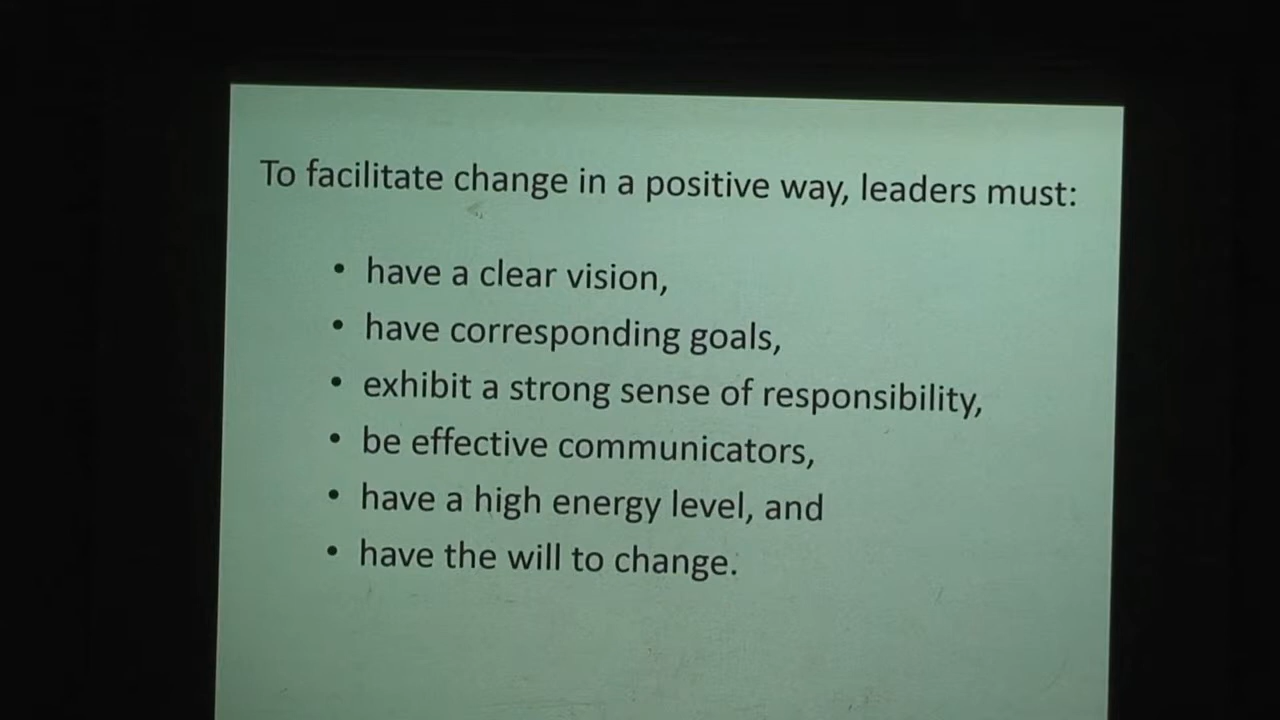 To facilitate change in a positive way, leaders must:
• have a clear vision,
• have corresponding goals,
• exhibit a strong sense of responsibility,
• be effective communicators,
• have a high energy level, and
• have the will to change.